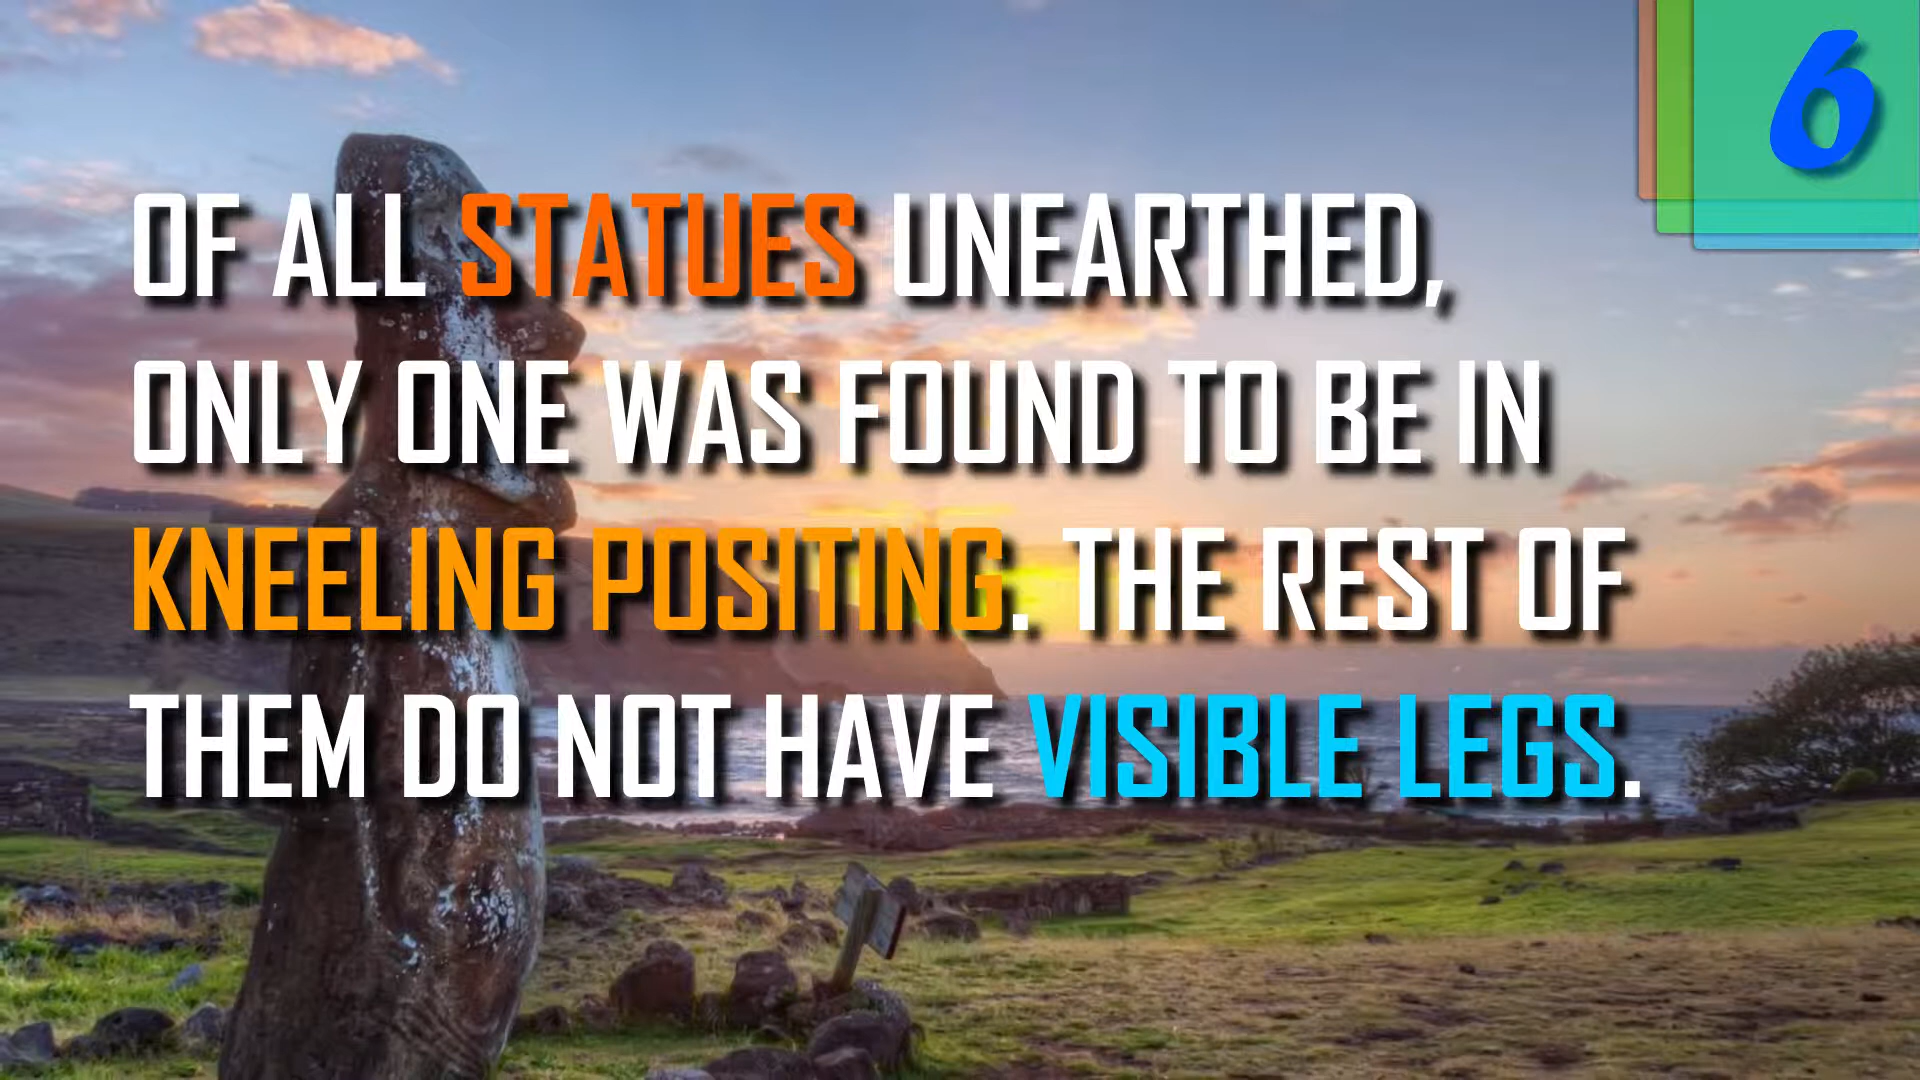 6
OF ALL STATUES UNEARTHED,
ONLY ONE WAS FOUND TO BE IN
KNEELING POSITING. THE REST OF
THEM DO NOT HAVE VISIBLE LEGS.